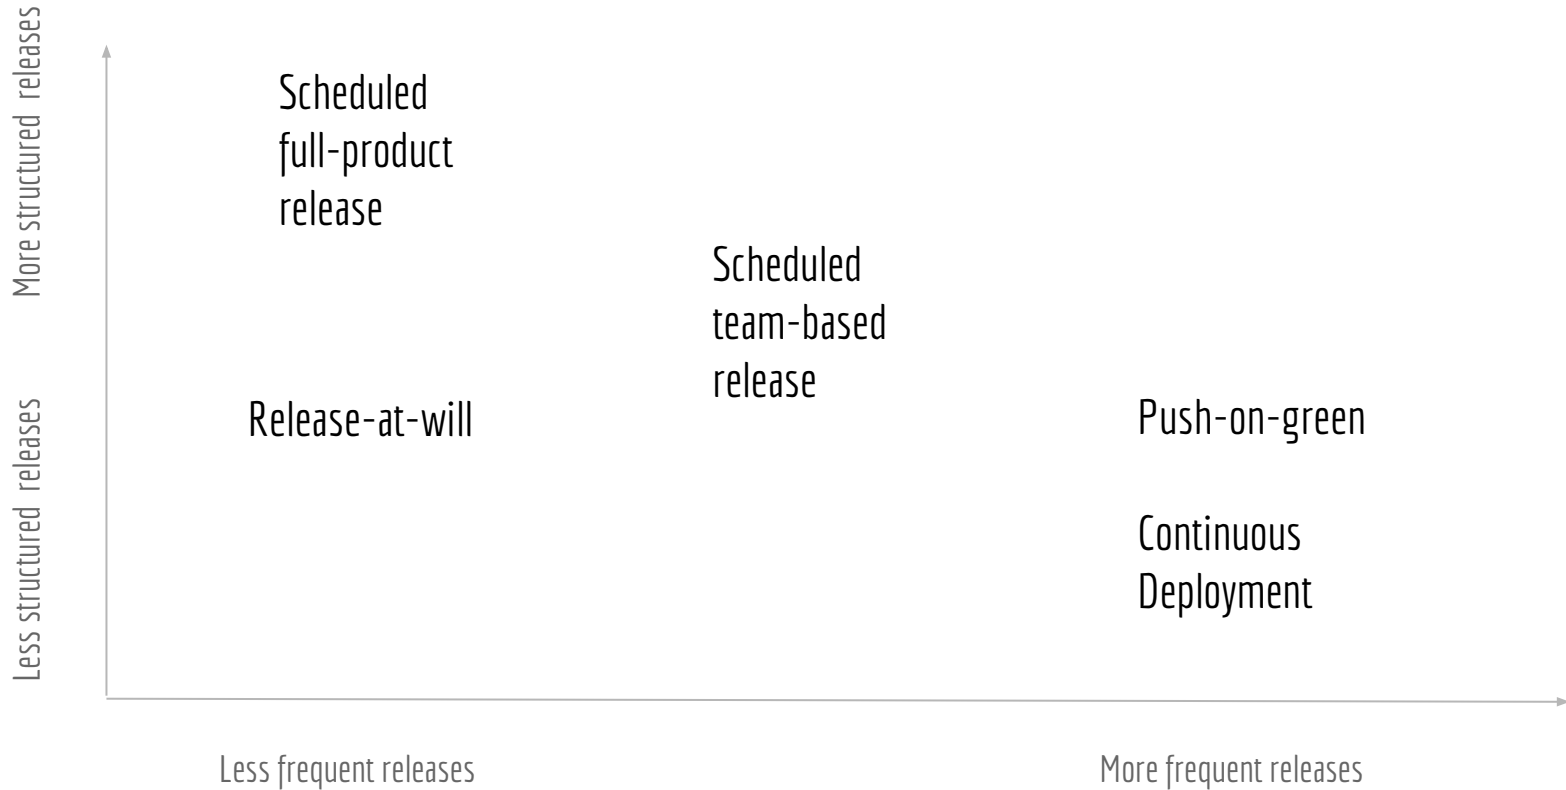 More structured releases
Scheduled
full-product
release
Scheduled
team-based
release
Less structured releases
Release-at-will
Push-on-green
Continuous
Deployment
Less frequent releases
More frequent releases